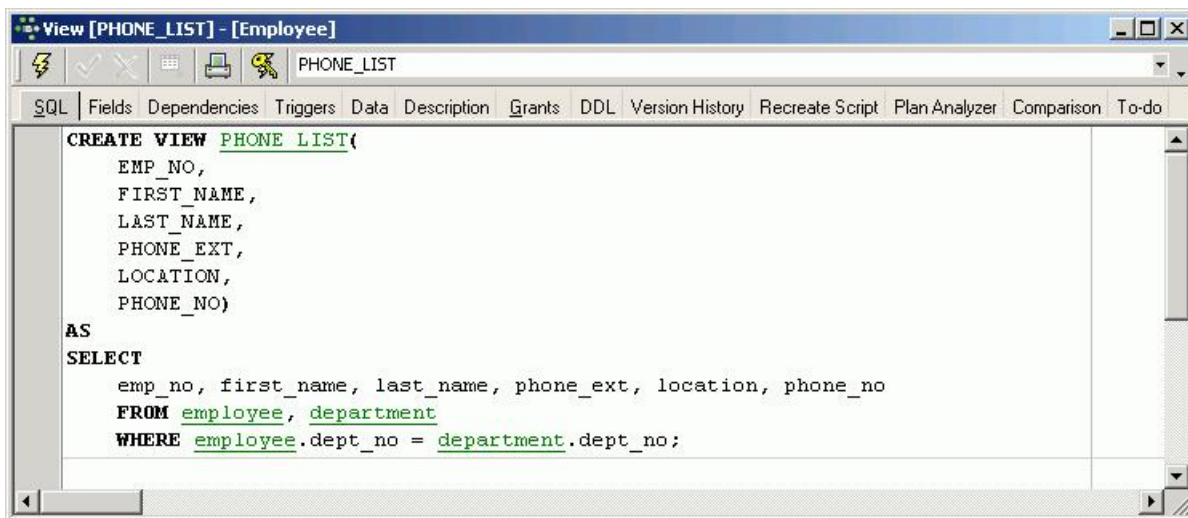 View [PHONE_LIST] - [Employee]
PHONE_LIST
SQL Fields Dependencies Triggers Data Description Grants DDL Version History Recreate Script Plan Analyzer Comparison To-do
CREATE VIEW PHONE_LIST(
EMP_NO,
FIRST_NAME,
LAST_NAME,
PHONE_EXT,
LOCATION,
PHONE_NO)
AS
SELECT
emp_no, first_name, last_name, phone_ext, location, phone_no
FROM employee, department
WHERE employee.dept_no = department.dept_no;